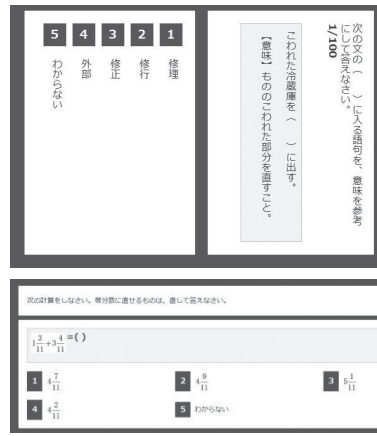 次の文の（　　）に入る語句を、意味を参考
にして答えなさい。
1/100
こわれた冷蔵庫を（　　）に出す。
【意味】もののこわれた部分を直すこと。
1 修理
2 修行
3 修正
4 外部
5 わからない
次の計算をしなさい。帯分数に直せるものは、直して答えなさい。
1 3/11 + 3 4/11 =( )
1 4 7/11
2 4 9/11
3 5 1/11
4 4 2/11
5 わからない